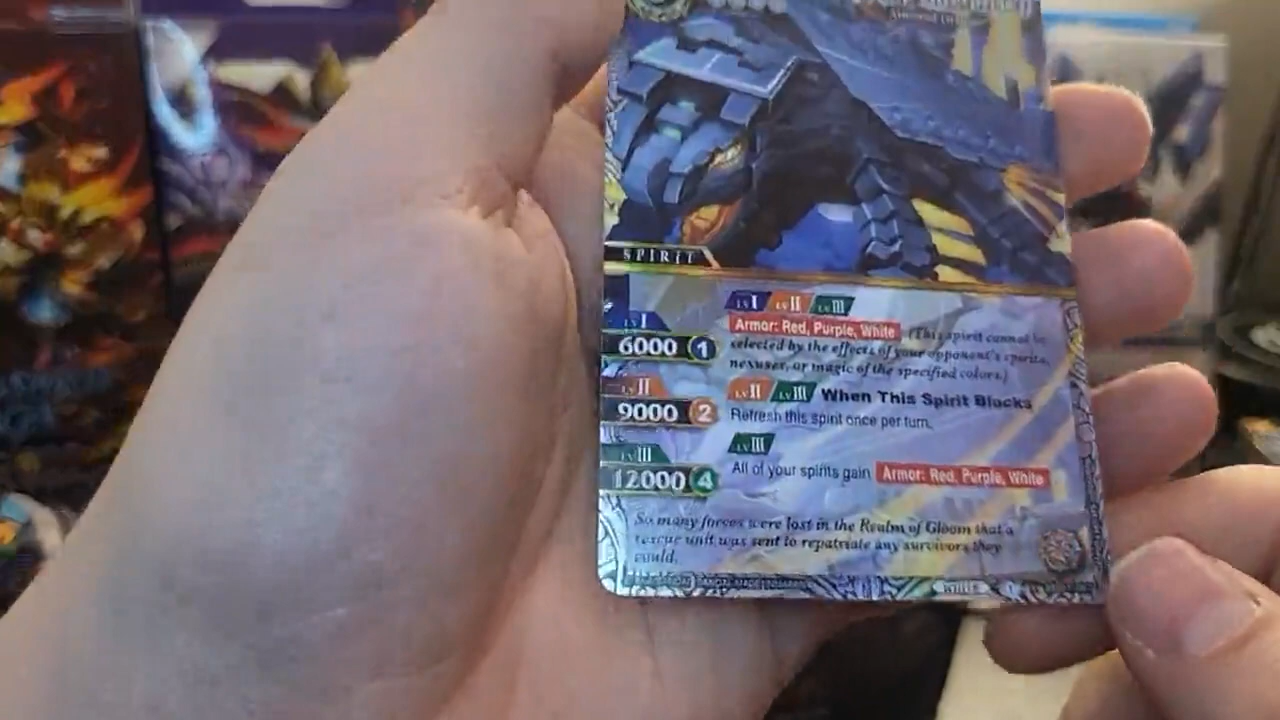 SPIRIT
LV I LV II LV III
LV I
Armor: Red, Purple, White (This spirit cannot be
6000 1
selected by the effects of your opponent's spirits,
nexuses, or magic of the specified colors.)
LV II
LV II LV III When This Spirit Blocks
9000 2
Refresh this spirit once per turn.
LV III
LV III
12000 4
All of your spirits gain Armor: Red, Purple, White
So many forces were lost in the Realm of Gloom that a
rescue unit was sent to repatriate any survivors they
could.
WHITE